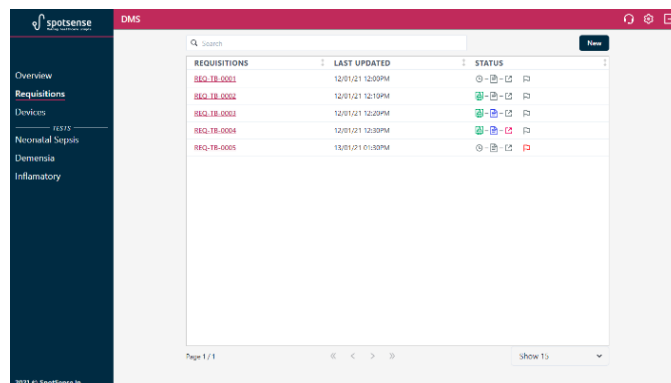 spotsense
DMS
Search
New
REQUISITIONS LAST UPDATED STATUS
REQ-TB-0001 12/01/21 12:00PM
REQ-TB-0002 12/01/21 12:10PM
REQ-TB-0003 12/01/21 12:20PM
REQ-TB-0004 12/01/21 12:30PM
REQ-TB-0005 13/01/21 01:30PM
Overview
Requisitions
Devices
TESTS
Neonatal Sepsis
Demensia
Inflamatory
Page 1 / 1
Show 15
2021 © SpotSense.in